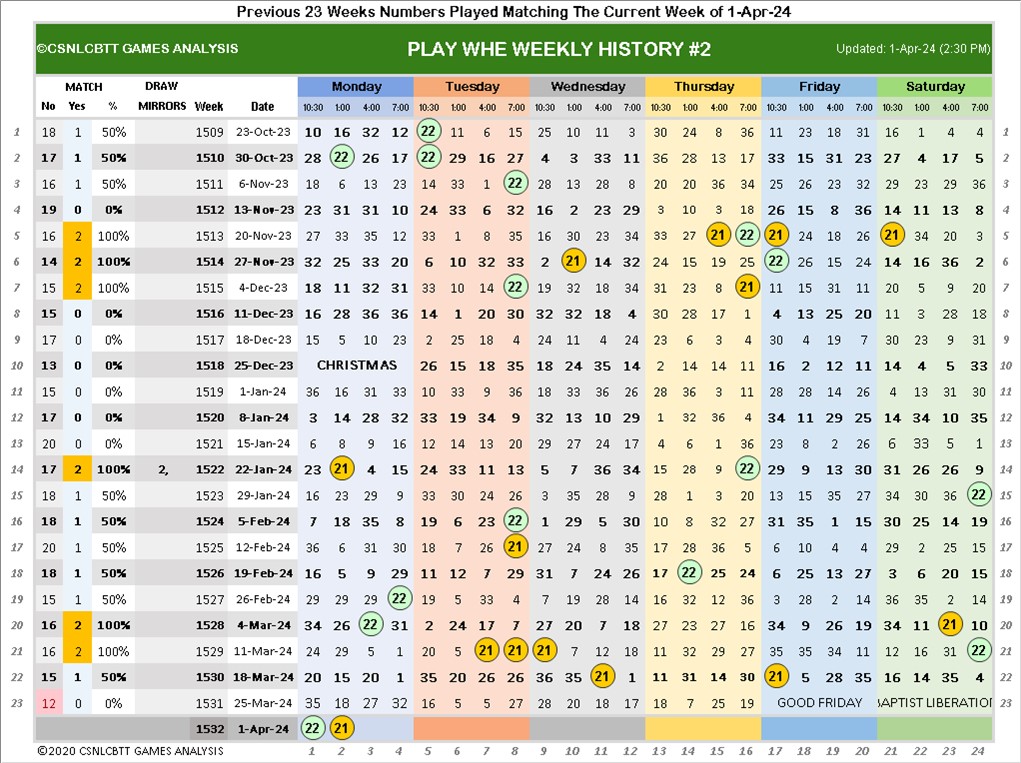 Previous 23 Weeks Numbers Played Matching The Current Week of 1-Apr-24
©CSNLCBTT GAMES ANALYSIS PLAY WHE WEEKLY HISTORY #2 Updated: 1-Apr-24 (2:30 PM)
MATCH DRAW Monday Tuesday Wednesday Thursday Friday Saturday
No Yes % MIRRORS Week Date 10:30 1:00 4:00 7:00 10:30 1:00 4:00 7:00 10:30 1:00 4:00 7:00 10:30 1:00 4:00 7:00 10:30 1:00 4:00 7:00 10:30 1:00 4:00 7:00
1 18 1 50% 1509 23-Oct-23 10 16 32 12 22 11 6 15 25 10 11 3 30 24 8 36 11 23 18 31 16 1 4 4 1
2 17 1 50% 1510 30-Oct-23 28 22 26 17 22 29 16 27 4 3 33 11 36 28 13 17 33 15 31 23 27 4 17 5 2
3 16 1 50% 1511 6-Nov-23 18 6 13 23 14 33 1 22 28 13 28 8 20 20 36 34 25 26 23 32 29 23 29 36 3
4 19 0 0% 1512 13-Nov-23 23 31 31 10 24 33 6 32 16 2 23 29 3 10 3 18 26 15 8 36 14 11 13 8 4
5 16 2 100% 1513 20-Nov-23 27 33 35 12 33 1 8 35 16 30 23 34 33 27 21 22 21 24 18 26 21 34 20 3 5
6 14 2 100% 1514 27-Nov-23 32 25 33 20 6 10 32 33 2 21 14 32 24 15 19 25 22 26 15 24 14 16 36 2 6
7 15 2 100% 1515 4-Dec-23 18 11 32 31 33 10 14 22 19 32 18 34 31 23 8 21 11 15 31 11 20 5 9 20 7
8 15 0 0% 1516 11-Dec-23 16 28 36 36 14 1 20 30 32 32 18 4 30 28 17 1 4 13 25 20 11 3 28 18 8
9 17 0 0% 1517 18-Dec-23 15 5 10 23 2 25 18 4 24 11 4 24 23 6 3 4 30 4 19 7 30 23 9 31 9
10 13 0 0% 1518 25-Dec-23 CHRISTMAS 26 15 18 35 18 24 35 14 2 14 14 11 16 2 12 11 14 4 5 33 10
11 15 0 0% 1519 1-Jan-24 36 16 31 33 10 33 9 36 18 26 8 26 28 36 3 11 28 28 14 26 4 13 31 30 11
12 17 0 0% 1520 8-Jan-24 3 14 28 32 33 19 34 9 32 13 10 29 1 32 36 4 34 11 29 25 14 34 10 35 12
13 20 0 0% 1521 15-Jan-24 6 8 9 16 12 14 13 20 29 27 24 17 4 6 1 36 23 8 2 26 6 33 5 1 13
14 17 2 100% 2, 1522 22-Jan-24 23 21 4 15 24 33 11 13 5 7 36 34 15 28 9 22 29 9 13 30 31 26 26 9 14
15 18 1 50% 1523 29-Jan-24 16 23 29 9 33 30 24 26 3 35 28 9 28 1 3 20 13 15 35 27 34 30 36 22 15
16 18 1 50% 1524 5-Feb-24 7 18 35 8 19 6 23 22 1 29 5 30 10 8 32 27 31 35 1 15 30 25 14 19 16
17 20 1 50% 1525 12-Feb-24 36 6 31 30 18 7 26 21 27 24 8 35 17 28 36 5 6 10 4 4 29 2 25 15 17
18 18 1 50% 1526 19-Feb-24 16 5 9 29 11 12 7 29 31 7 24 26 17 22 25 24 6 25 13 27 3 6 20 15 18
19 15 1 50% 1527 26-Feb-24 29 29 29 22 19 5 33 4 7 19 28 14 16 32 12 36 3 28 2 14 36 35 2 14 19
20 16 2 100% 1528 4-Mar-24 34 26 22 31 2 24 17 7 27 20 7 18 27 23 27 16 34 9 26 19 34 11 21 10 20
21 16 2 100% 1529 11-Mar-24 24 29 5 1 20 5 21 21 21 7 12 18 11 32 29 27 35 35 34 11 12 16 31 22 21
22 15 1 50% 1530 18-Mar-24 20 15 20 1 35 20 26 26 36 35 21 1 11 31 14 30 21 5 28 35 16 14 35 4 22
23 12 0 0% 1531 25-Mar-24 35 18 27 32 16 5 5 27 28 20 18 17 18 7 25 19 GOOD FRIDAY BAPTIST LIBERATION 23
1532 1-Apr-24 22 21
©2020 CSNLCBTT GAMES ANALYSIS 1 2 3 4 5 6 7 8 9 10 11 12 13 14 15 16 17 18 19 20 21 22 23 24